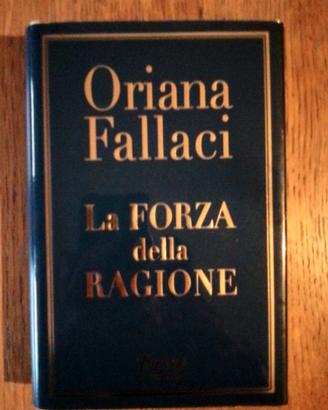 Oriana
Fallaci
La FORZA
della
RAGIONE